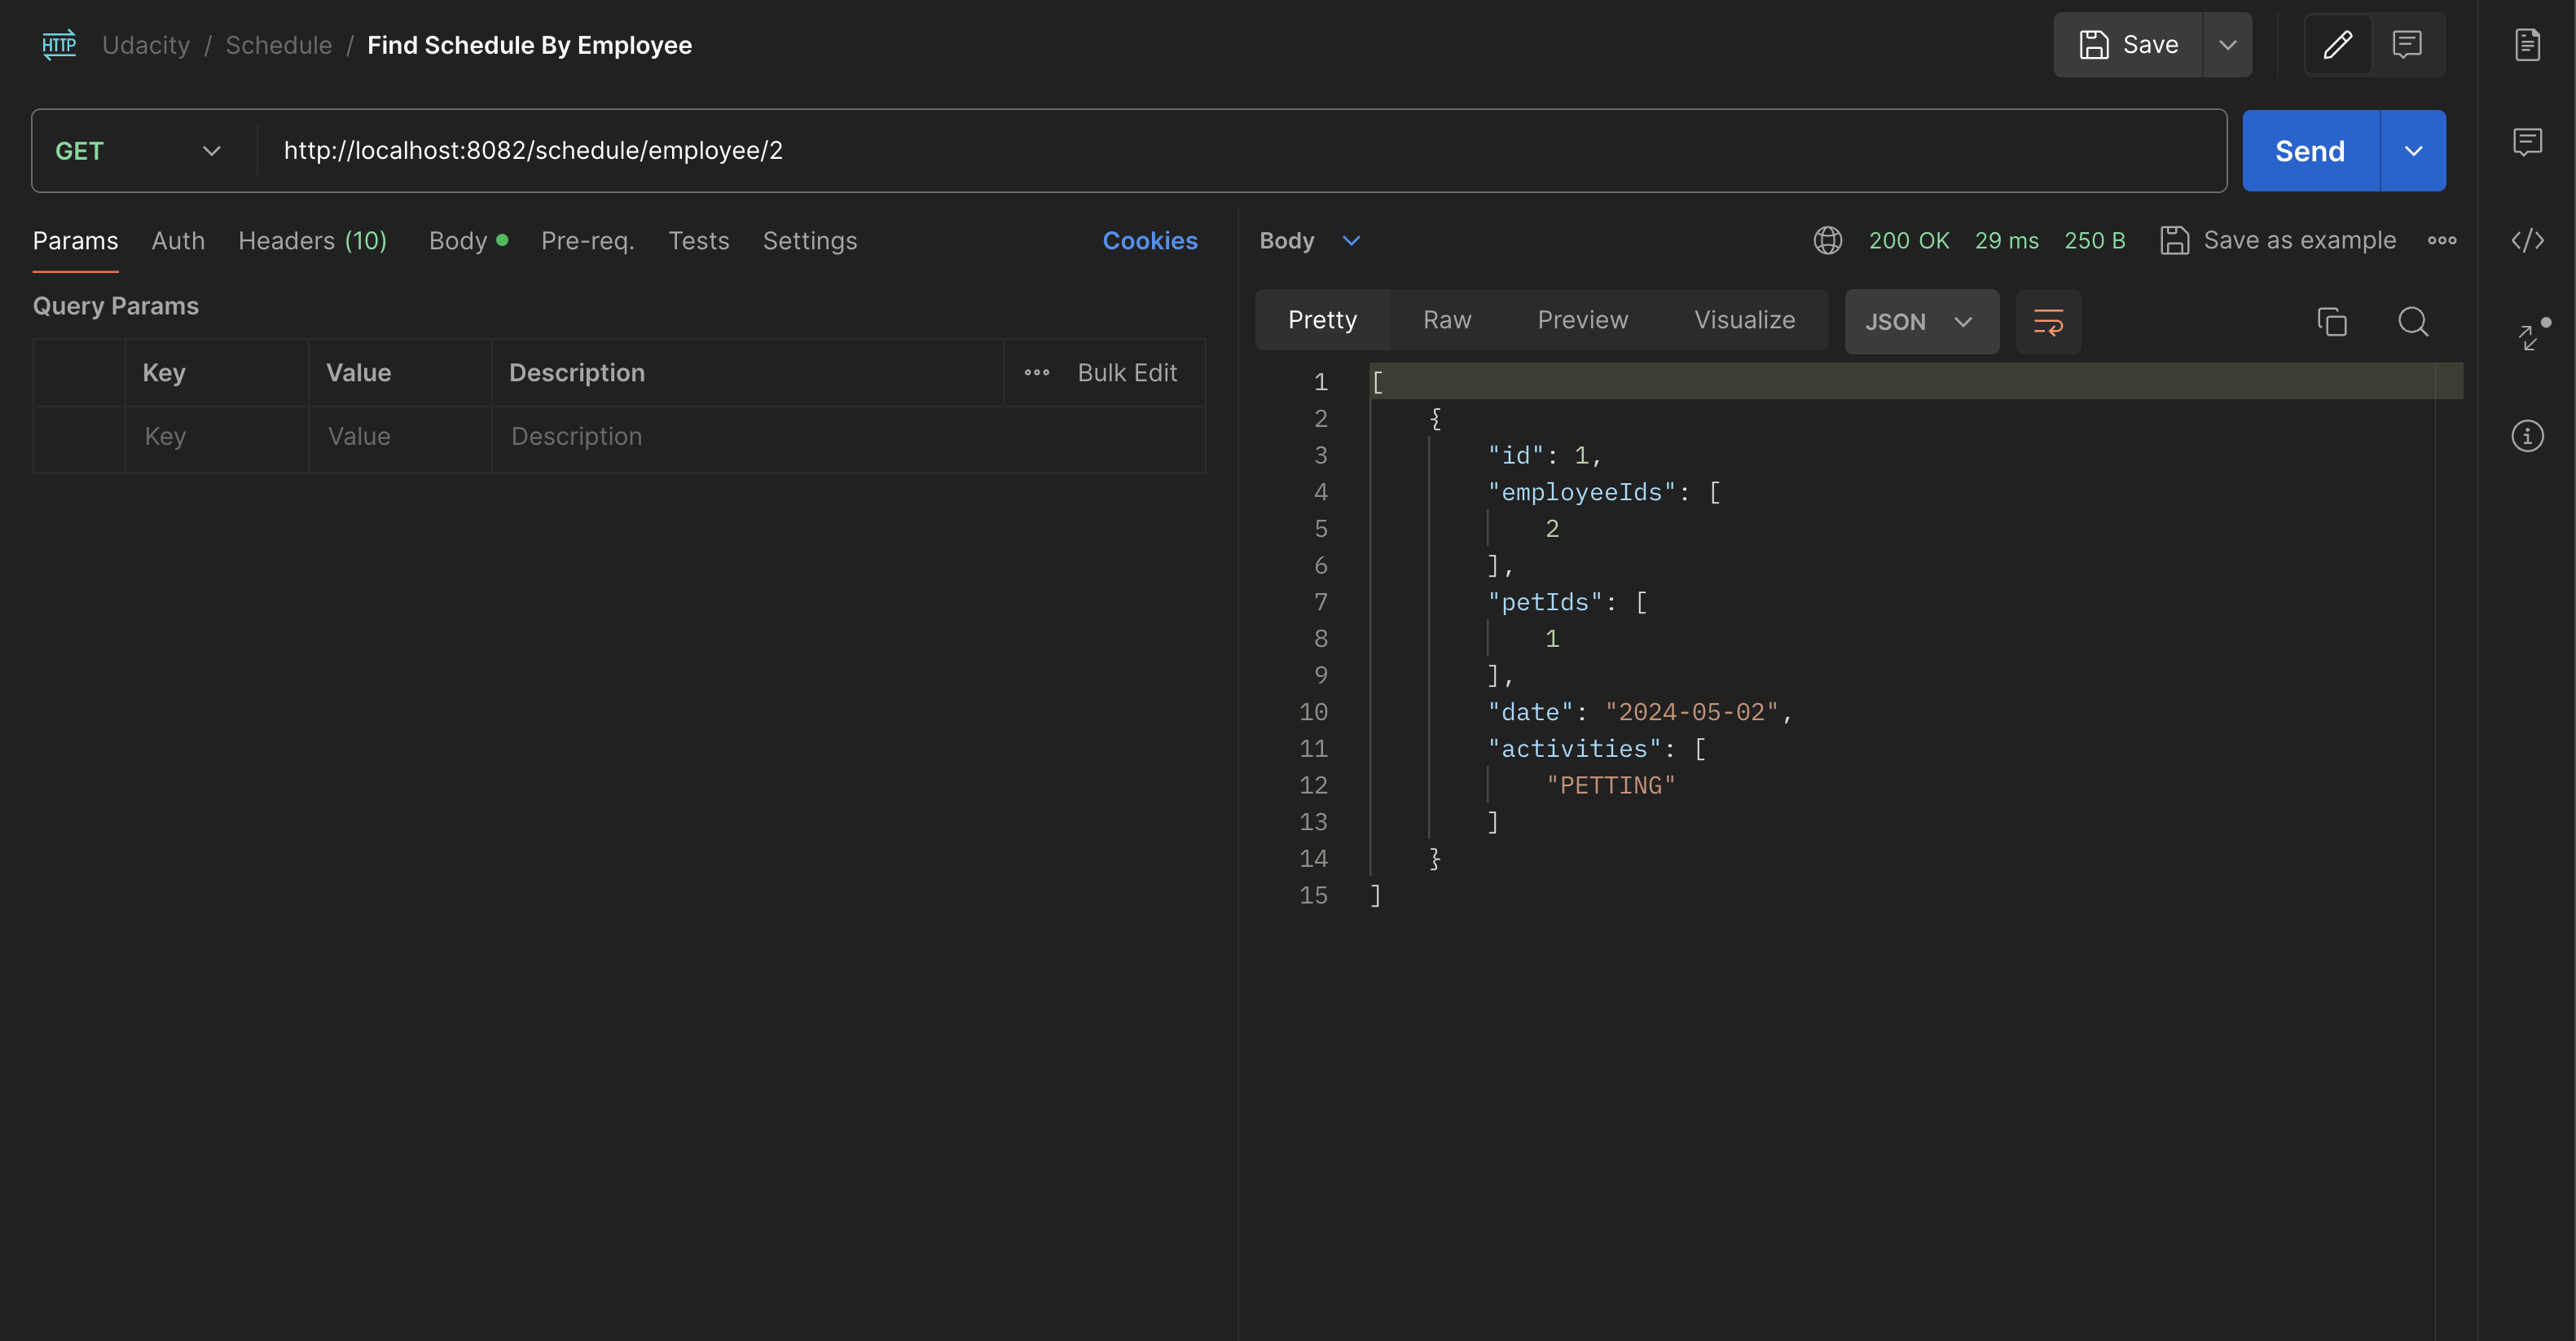 HTTP Udacity / Schedule / Find Schedule By Employee Save
GET http://localhost:8082/schedule/employee/2 Send
Params Auth Headers (10) Body Pre-req. Tests Settings Cookies
Query Params
Key Value Description Bulk Edit
Key Value Description
Body 200 OK 29 ms 250 B Save as example
Pretty Raw Preview Visualize JSON
1 [
2 {
3 "id": 1,
4 "employeeIds": [
5 2
6 ],
7 "petIds": [
8 1
9 ],
10 "date": "2024-05-02",
11 "activities": [
12 "PETTING"
13 ]
14 }
15 ]